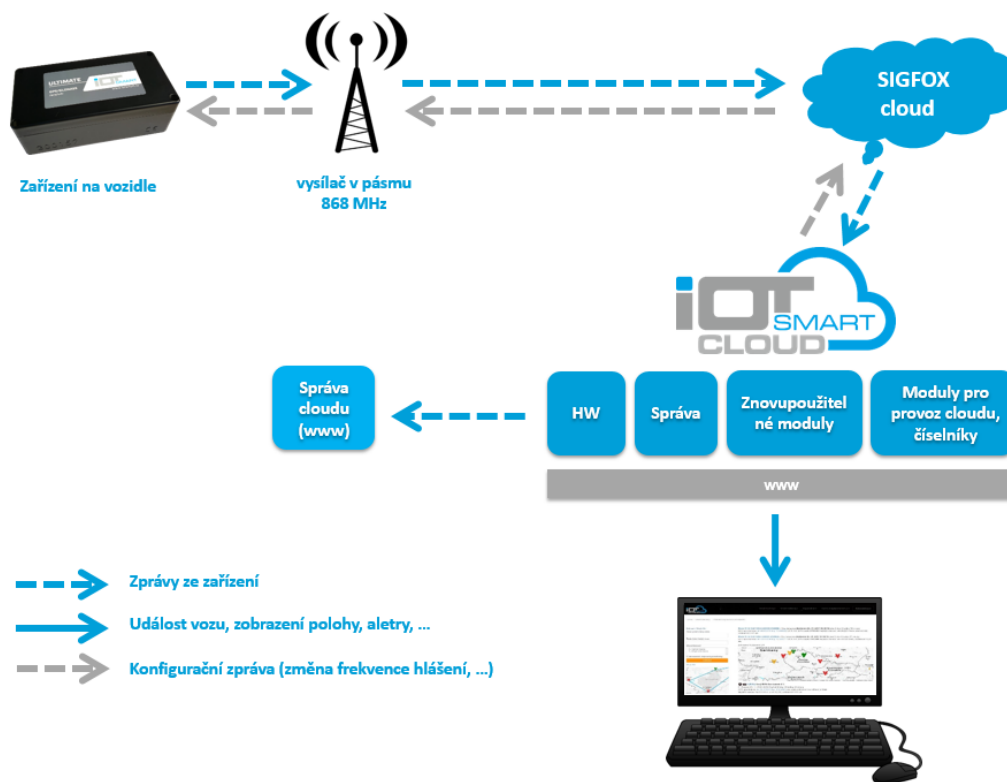 ULTIMATE
IOT
SIGFOX
cloud
Zařízení na vozidle
vysílač v pásmu
868 MHz
iOT
SMART
CLOUD
Správa
cloudu
(www)
HW
Správa
Znovupoužitel
né moduly
Moduly pro
provoz cloudu,
číselníky
www
Zprávy ze zařízení
Událost vozu, zobrazení polohy, aletry, ...
Konfigurační zpráva (změna frekvence hlášení, ...)